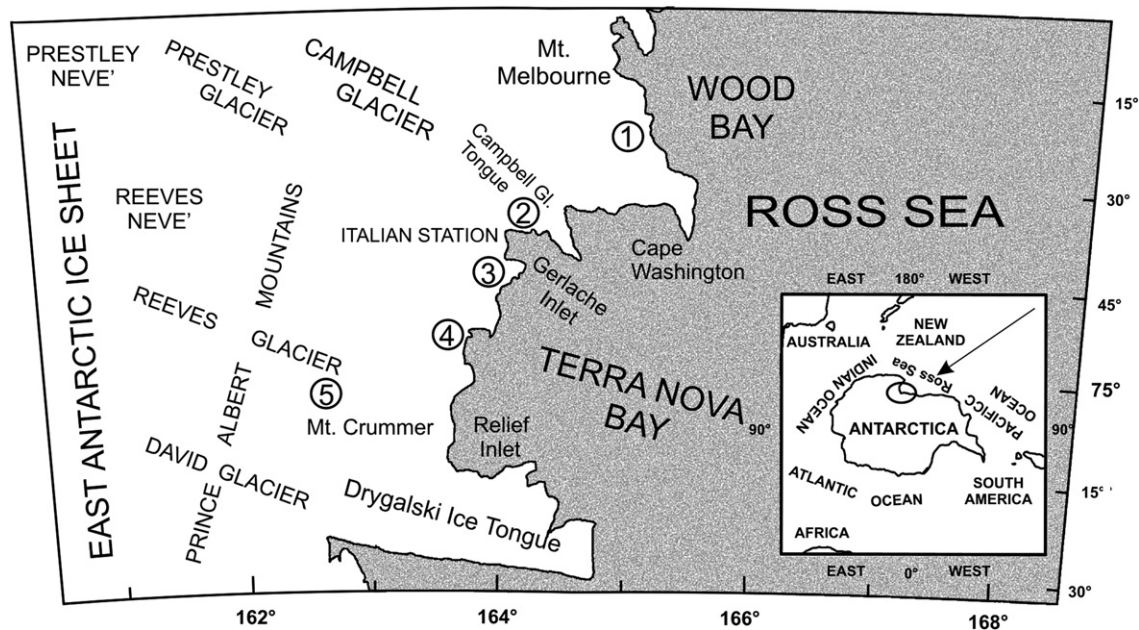 PRESTLEY
NEVE'
PRESTLEY
GLACIER
CAMPBELL
GLACIER
Mt.
Melbourne
WOOD
BAY
15°
1
Campbell Gl.
Tongue
2
REEVES
NEVE'
ROSS SEA
30°
ITALIAN STATION
Cape
Washington
3
Gerlache
Inlet
EAST ANTARCTIC ICE SHEET
PRINCE ALBERT MOUNTAINS
REEVES GLACIER
4
45°
TERRA NOVA
BAY
5
Mt. Crummer
75°
Relief
Inlet
DAVID GLACIER
Drygalski Ice Tongue
15°
30°
162°
164°
166°
168°
EAST 180° WEST
AUSTRALIA
NEW
ZEALAND
INDIAN OCEAN
Ross Sea
PACIFICC
OCEAN
90°
ANTARCTICA
90°
ATLANTIC
OCEAN
SOUTH
AMERICA
AFRICA
EAST 0° WEST